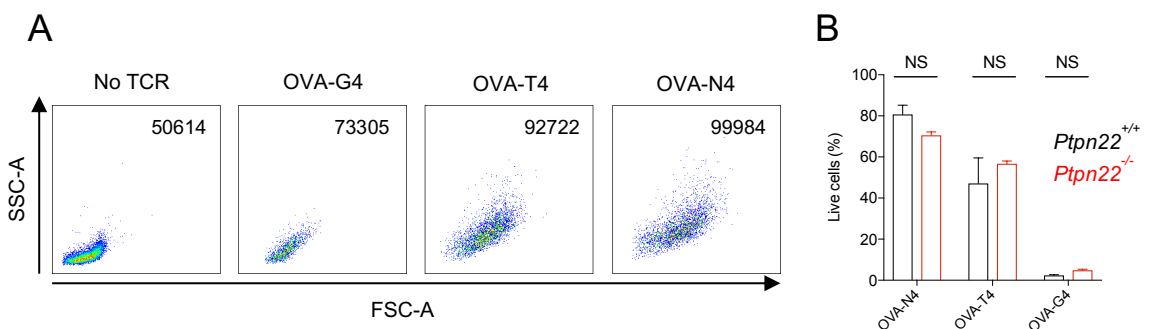 A
No TCR
OVA-G4
OVA-T4
OVA-N4
50614
73305
92722
99984
SSC-A
FSC-A
B
NS
NS
NS
100
80
60
40
20
0
Live cells (%)
Ptpn22+/+
Ptpn22-/-
OVA-N4
OVA-T4
OVA-G4